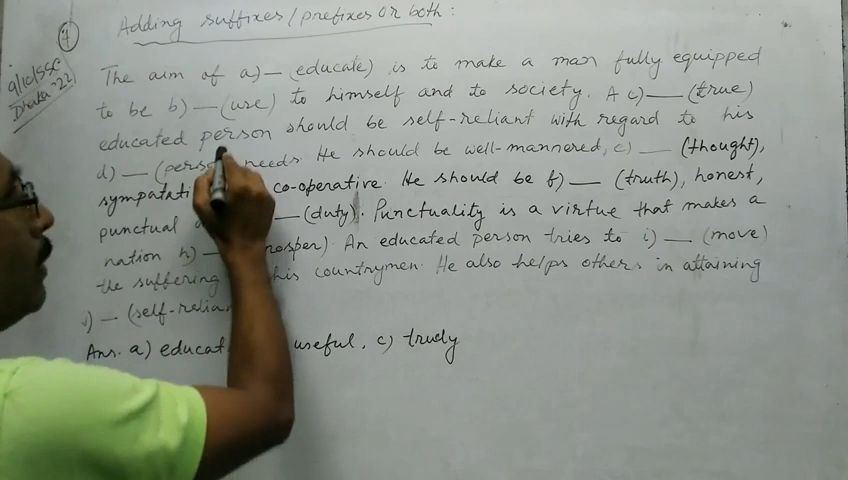 7
Adding suffixes/prefixes or both:
9/10/SSC
Dhaka-'22
The aim of a) — (educate) is to make a man fully equipped
to be b) — (use) to himself and to society. A c) — (true)
educated person should be self-reliant with regard to his
d) — (person needs. He should be well-mannered, e) — (thought),
co-operative. He should be f) — (truth), honest,
punctual — (duty). Punctuality is a virtue that makes a
nation h) — An educated person tries to i) — (move)
the suffering his countrymen. He also helps others in attaining
j) — (self-relian
Ans. a) educat useful, c) truly